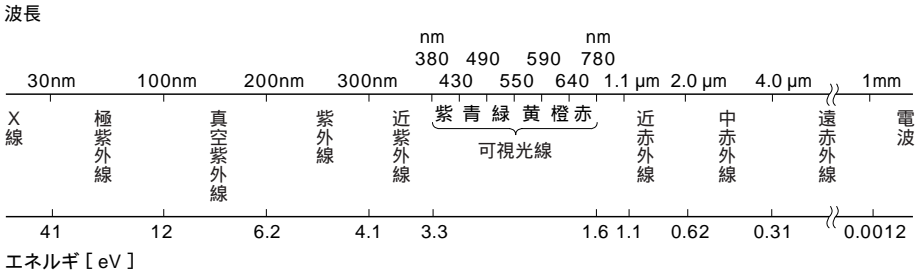 波長
nm nm
380 490 590 780
30nm 100nm 200nm 300nm 430 550 640 1.1 μm 2.0 μm 4.0 μm 1mm
X線 極紫外線 真空紫外線 紫外線 近紫外線 紫 青 緑 黄 橙 赤 近赤外線 中赤外線 遠赤外線 電波
可視光線
41 12 6.2 4.1 3.3 1.6 1.1 0.62 0.31 0.0012
エネルギ [ eV ]